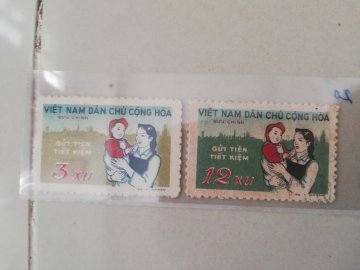 VIỆT NAM DÂN CHỦ CỘNG HÒA
BƯU CHÍNH
GỬI TIỀN
TIẾT KIỆM
3 XU
VIỆT NAM DÂN CHỦ CỘNG HÒA
BƯU CHÍNH
GỬI TIỀN
TIẾT KIỆM
12 XU